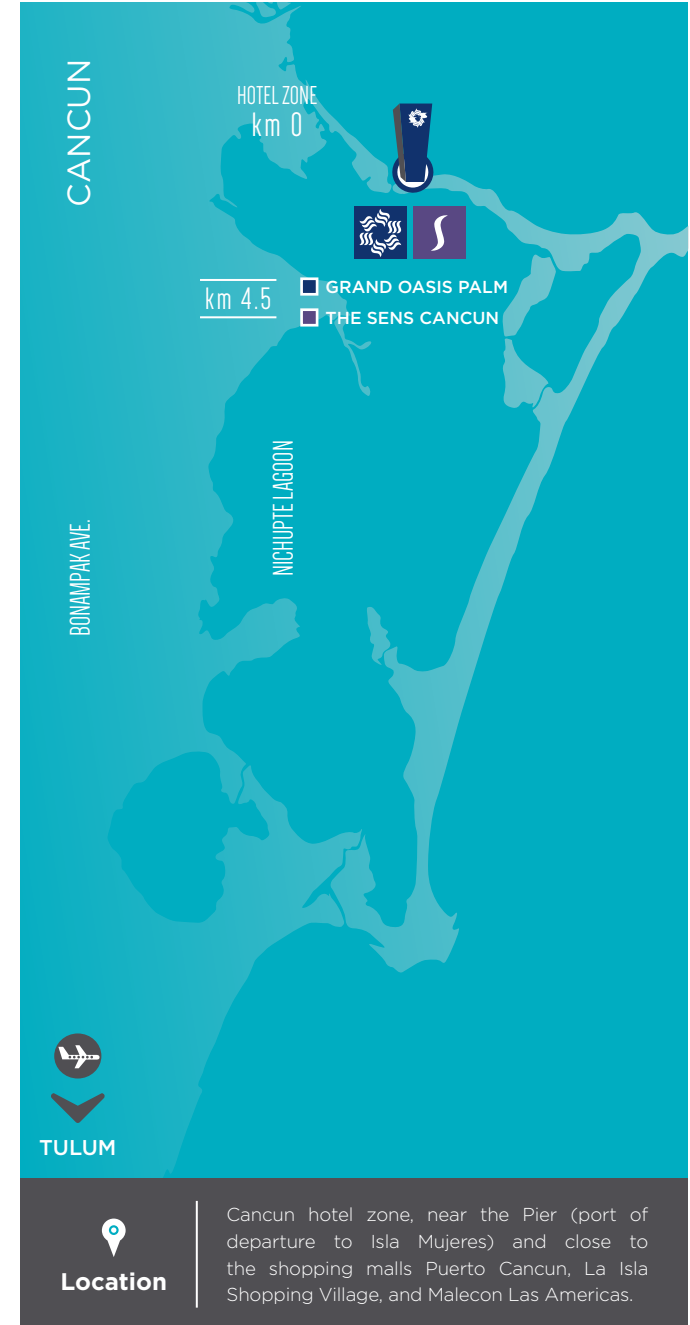 CANCUN
HOTEL ZONE
km 0
km 4.5
GRAND OASIS PALM
THE SENS CANCUN
NICHUPTE LAGOON
BONAMPAK AVE.
TULUM
Location
Cancun hotel zone, near the Pier (port of
departure to Isla Mujeres) and close to
the shopping malls Puerto Cancun, La Isla
Shopping Village, and Malecon Las Americas.